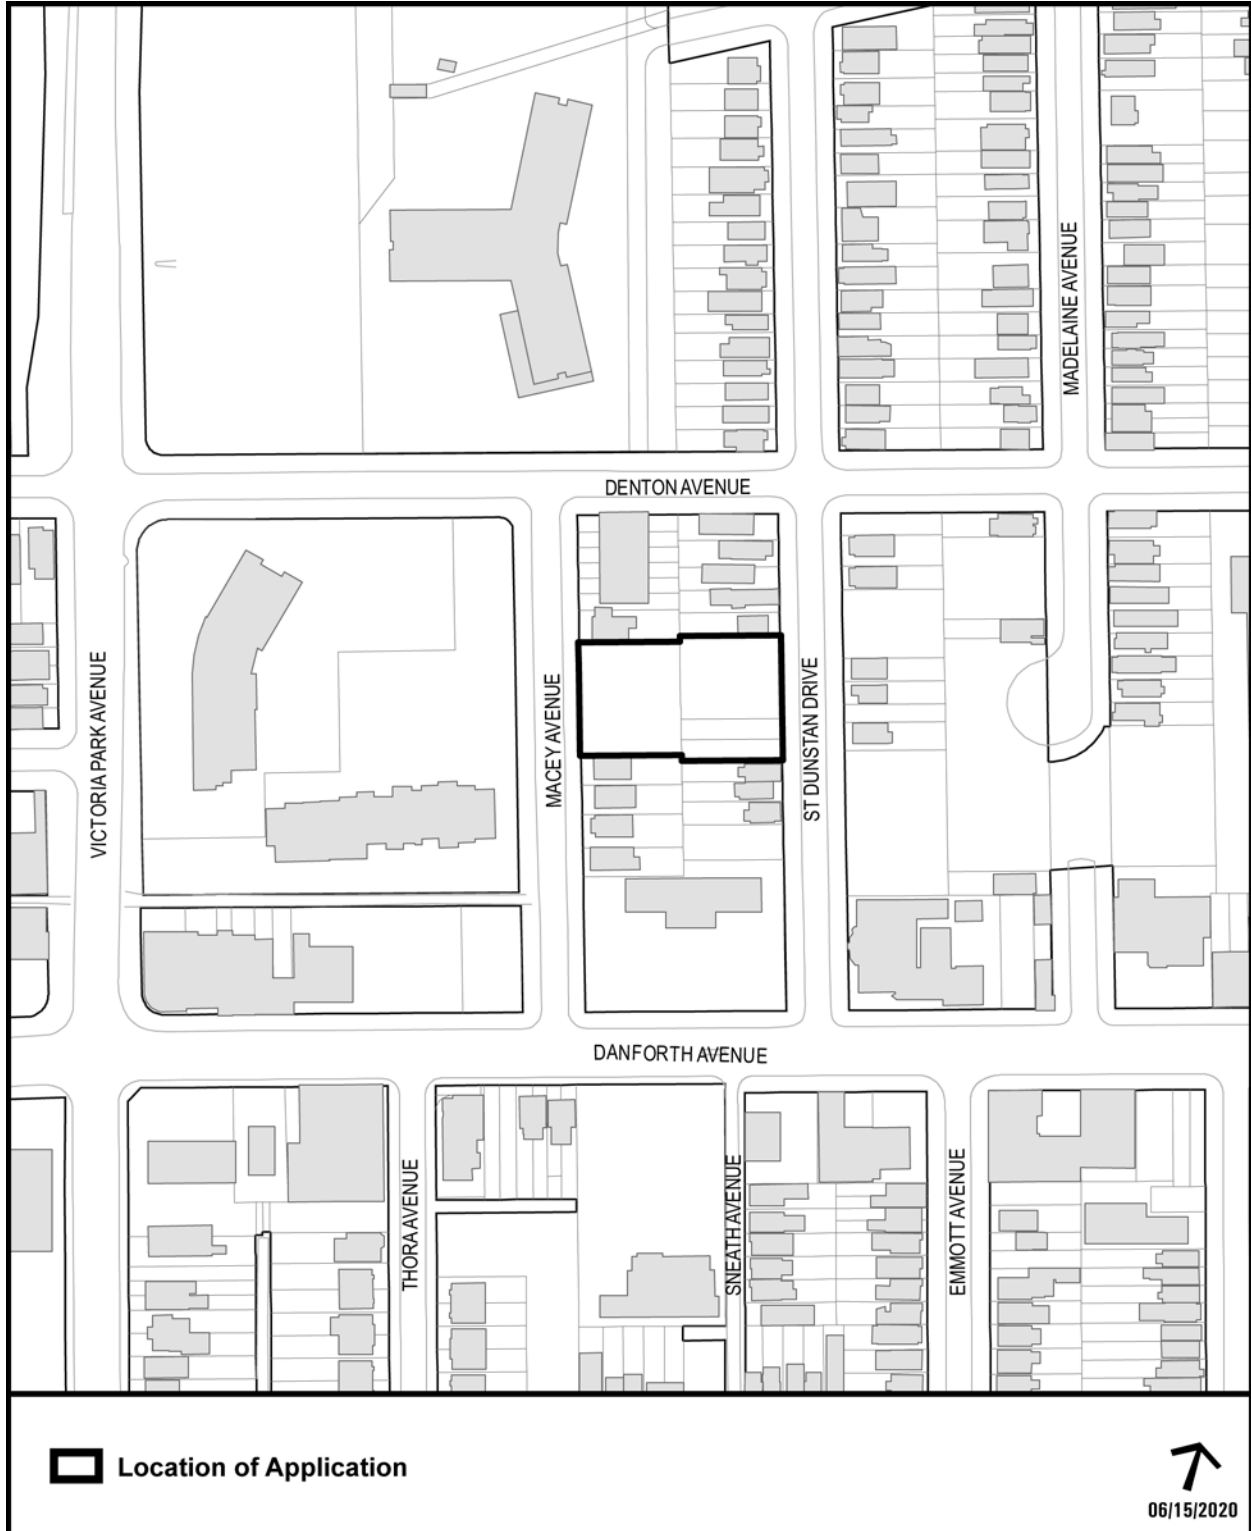 MADELAINE AVENUE
DENTON AVENUE
VICTORIA PARK AVENUE
MACEY AVENUE
ST DUNSTAN DRIVE
DANFORTH AVENUE
THORA AVENUE
SNEATH AVENUE
EMMOTT AVENUE
Location of Application
06/15/2020